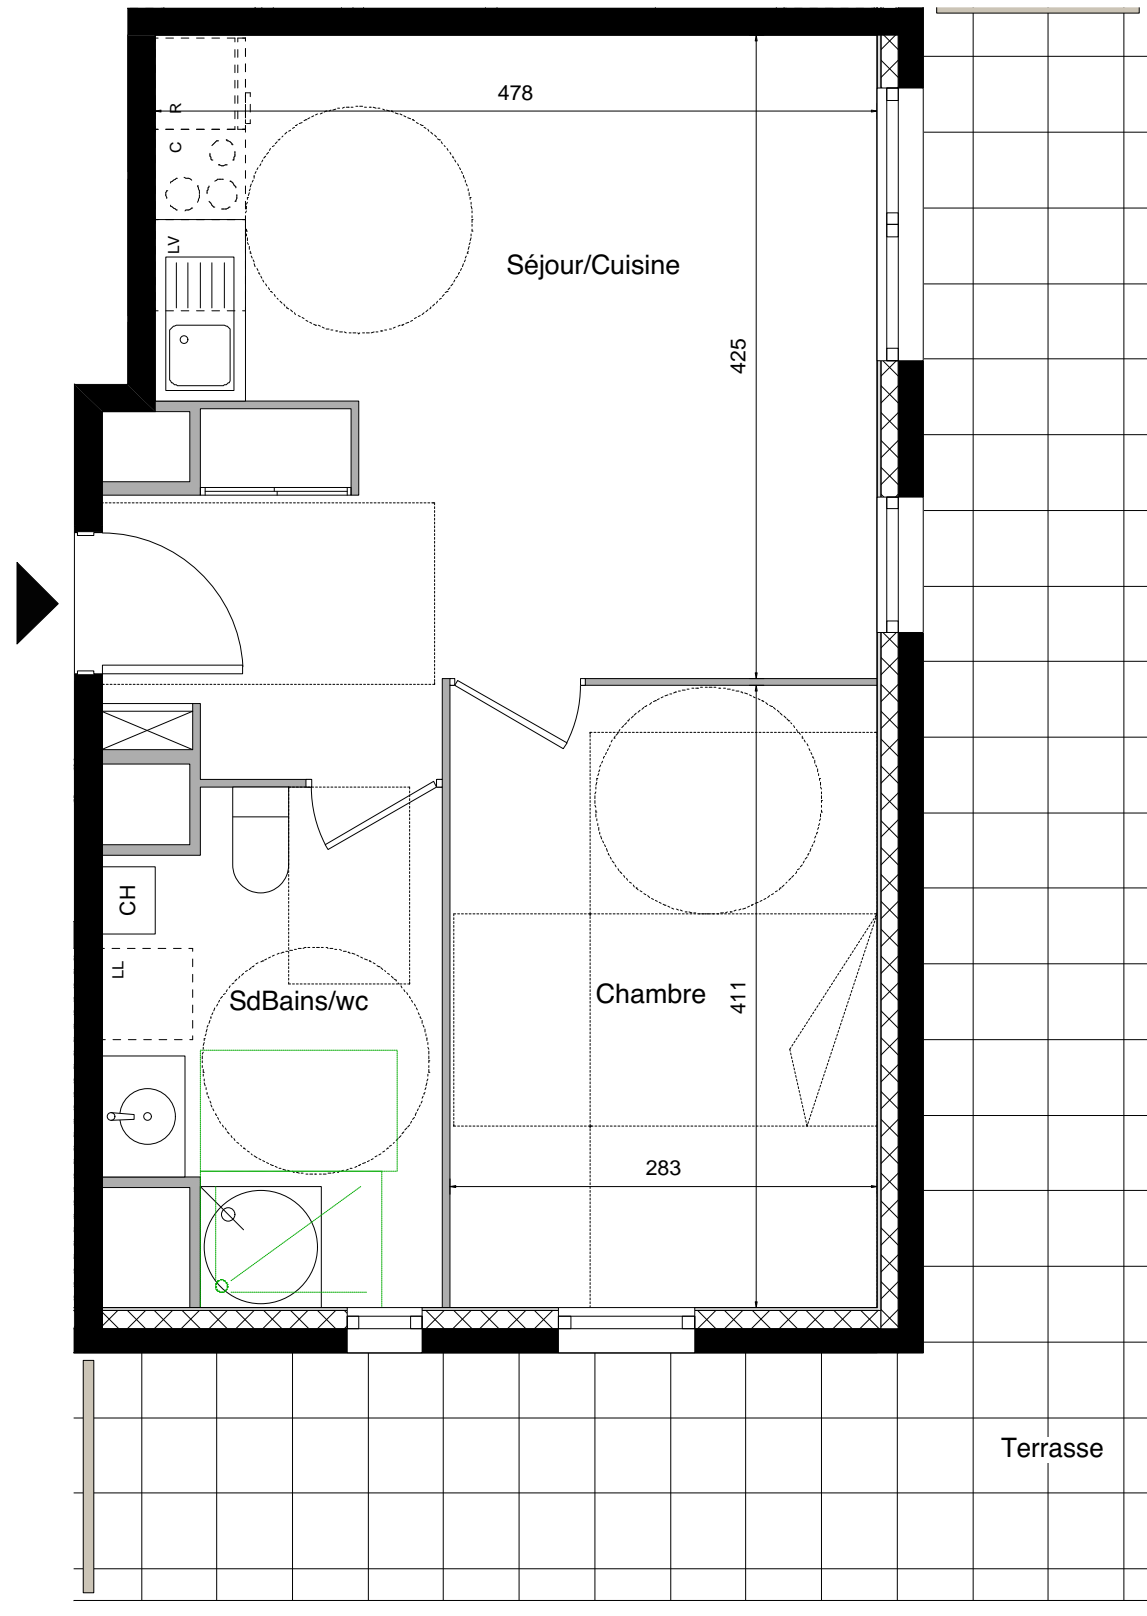 478
R
C
LV
Séjour/Cuisine
425
CH
LL
SdBains/wc
Chambre
411
283
Terrasse